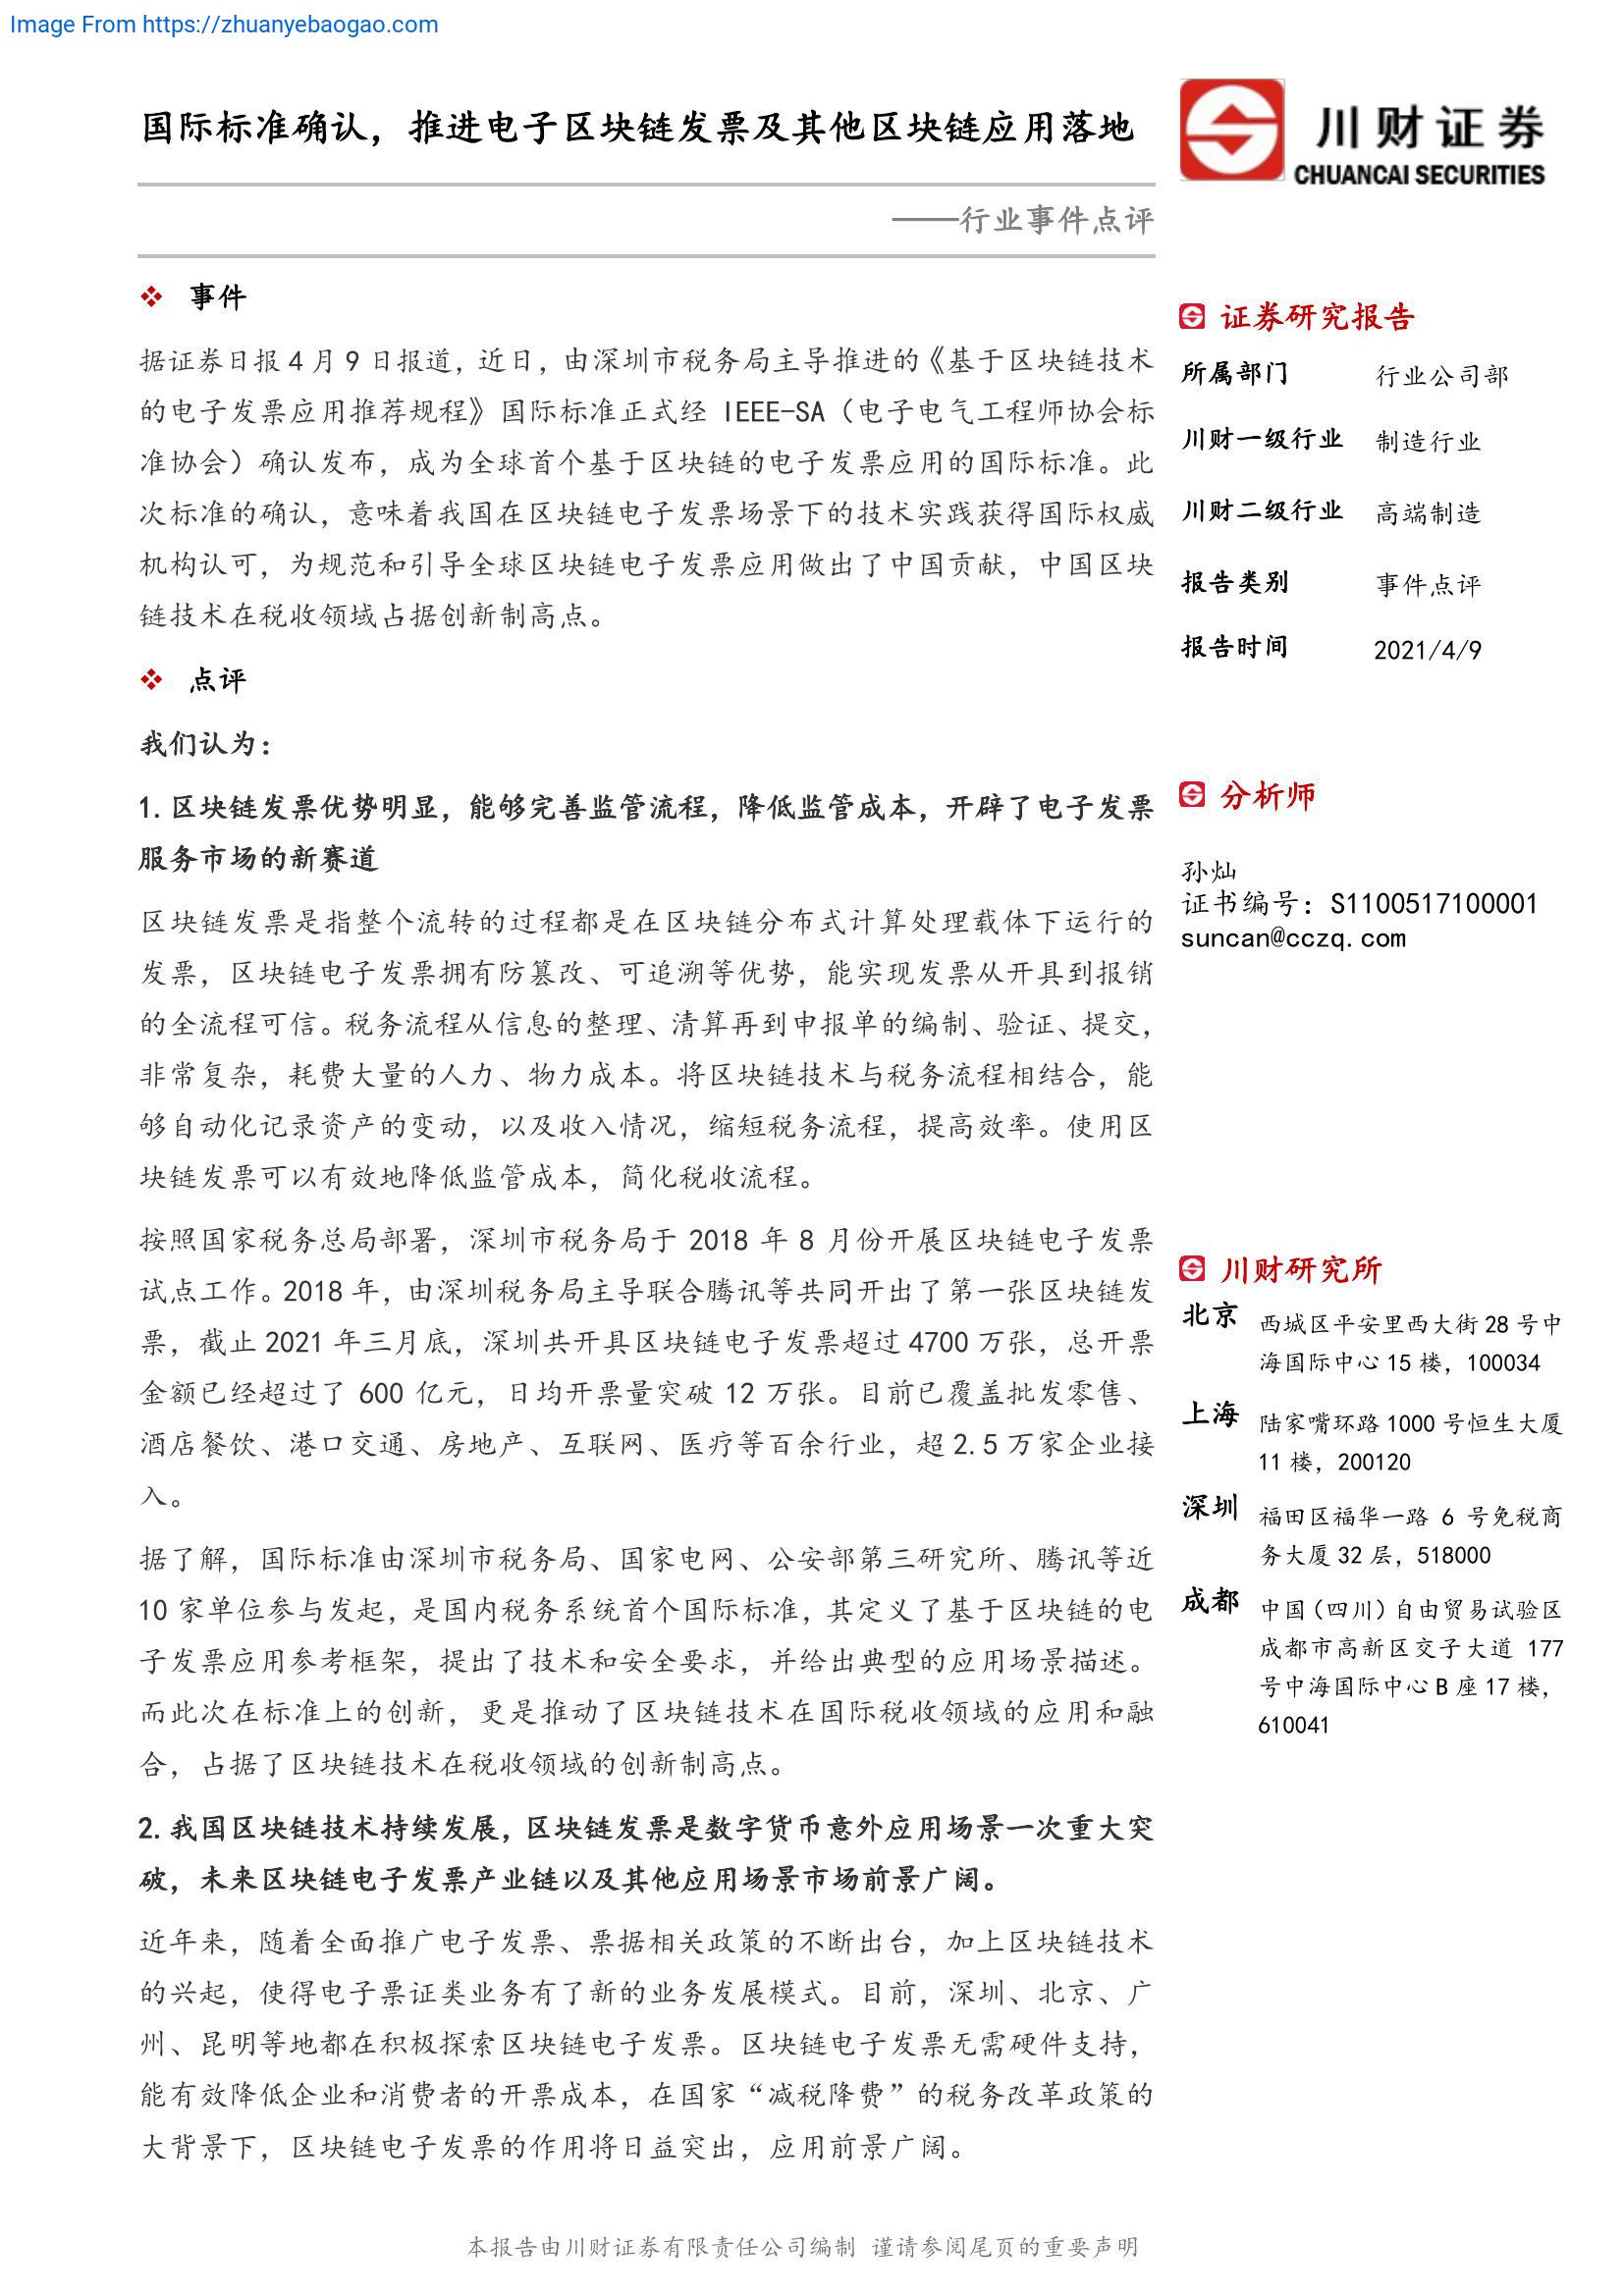 Image From https://zhuanyebaogao.com
国际标准确认，推进电子区块链发票及其他区块链应用落地
川财证券
CHUANCAI SECURITIES
——行业事件点评
❖ 事件
据证券日报4月9日报道，近日，由深圳市税务局主导推进的《基于区块链技术
的电子发票应用推荐规程》国际标准正式经 IEEE-SA（电子电气工程师协会标
准协会）确认发布，成为全球首个基于区块链的电子发票应用的国际标准。此
次标准的确认，意味着我国在区块链电子发票场景下的技术实践获得国际权威
机构认可，为规范和引导全球区块链电子发票应用做出了中国贡献，中国区块
链技术在税收领域占据创新制高点。
❖ 点评
我们认为：
1.区块链发票优势明显，能够完善监管流程，降低监管成本，开辟了电子发票
服务市场的新赛道
区块链发票是指整个流转的过程都是在区块链分布式计算处理载体下运行的
发票，区块链电子发票拥有防篡改、可追溯等优势，能实现发票从开具到报销
的全流程可信。税务流程从信息的整理、清算再到申报单的编制、验证、提交，
非常复杂，耗费大量的人力、物力成本。将区块链技术与税务流程相结合，能
够自动化记录资产的变动，以及收入情况，缩短税务流程，提高效率。使用区
块链发票可以有效地降低监管成本，简化税收流程。
按照国家税务总局部署，深圳市税务局于 2018 年 8 月份开展区块链电子发票
试点工作。2018 年，由深圳税务局主导联合腾讯等共同开出了第一张区块链发
票，截止 2021 年三月底，深圳共开具区块链电子发票超过 4700 万张，总开票
金额已经超过了 600 亿元，日均开票量突破 12 万张。目前已覆盖批发零售、
酒店餐饮、港口交通、房地产、互联网、医疗等百余行业，超 2.5 万家企业接
入。
据了解，国际标准由深圳市税务局、国家电网、公安部第三研究所、腾讯等近
10 家单位参与发起，是国内税务系统首个国际标准，其定义了基于区块链的电
子发票应用参考框架，提出了技术和安全要求，并给出典型的应用场景描述。
而此次在标准上的创新，更是推动了区块链技术在国际税收领域的应用和融
合，占据了区块链技术在税收领域的创新制高点。
2.我国区块链技术持续发展，区块链发票是数字货币意外应用场景一次重大突
破，未来区块链电子发票产业链以及其他应用场景市场前景广阔。
近年来，随着全面推广电子发票、票据相关政策的不断出台，加上区块链技术
的兴起，使得电子票证类业务有了新的业务发展模式。目前，深圳、北京、广
州、昆明等地都在积极探索区块链电子发票。区块链电子发票无需硬件支持，
能有效降低企业和消费者的开票成本，在国家“减税降费”的税务改革政策的
大背景下，区块链电子发票的作用将日益突出，应用前景广阔。
证券研究报告
所属部门 行业公司部
川财一级行业 制造行业
川财二级行业 高端制造
报告类别 事件点评
报告时间 2021/4/9
分析师
孙灿
证书编号：S1100517100001
suncan@cczq.com
川财研究所
北京 西城区平安里西大街28号中
海国际中心15楼，100034
上海 陆家嘴环路1000号恒生大厦
11楼，200120
深圳 福田区福华一路 6 号免税商
务大厦 32 层，518000
成都 中国（四川）自由贸易试验区
成都市高新区交子大道 177
号中海国际中心B座17楼，
610041
本报告由川财证券有限责任公司编制 谨请参阅尾页的重要声明